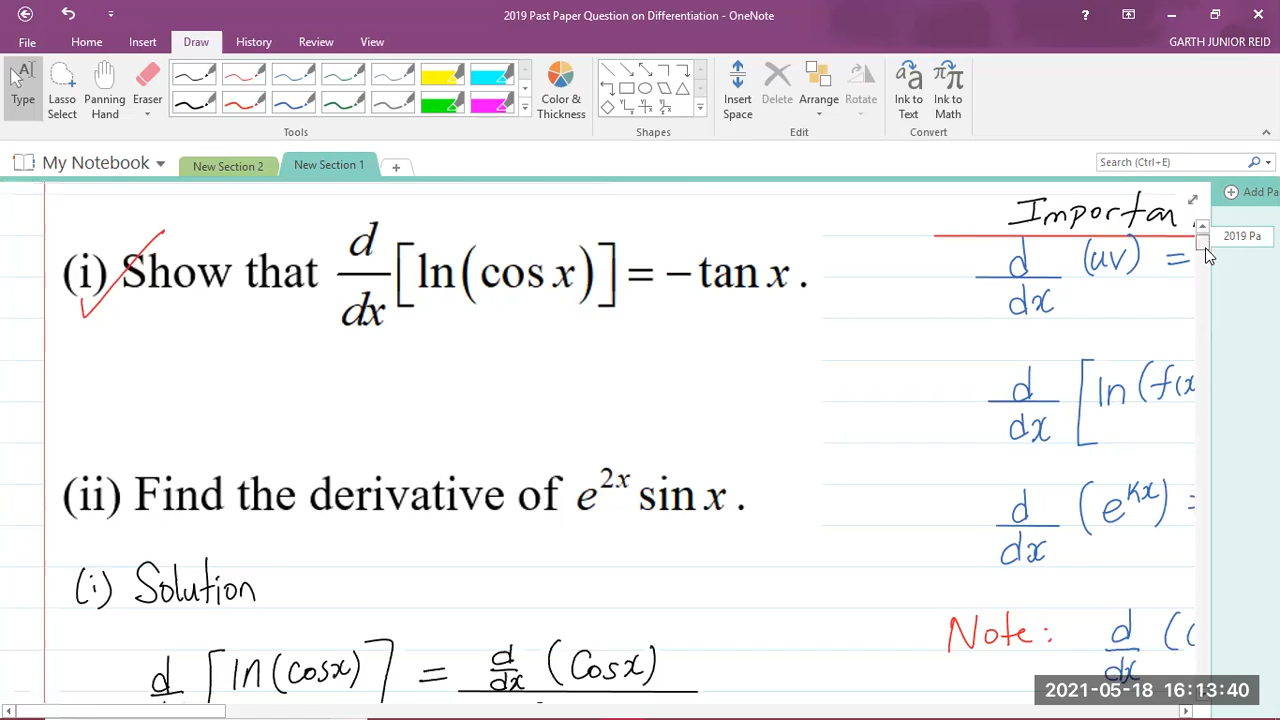 2019 Past Paper Question on Differentiation - OneNote
File Home Insert Draw History Review View GARTH JUNIOR REID
Type Lasso Select Panning Hand Eraser Color & Thickness Insert Space Delete Arrange Rotate Ink to Text Ink to Math
Tools Shapes Edit Convert
My Notebook New Section 2 New Section 1 Search (Ctrl+E)
Add Pa
2019 Pa
Importan
(i) Show that d/dx [ln(cos x)] = − tan x .
d/dx (uv) =
d/dx [ln (f(x
(ii) Find the derivative of e^{2x} sin x .
d/dx (e^{kx}) =
(i) Solution
Note: d/dx (
d [ln(cosx)] = d/dx (Cosx)
2021-05-18 16:13:40